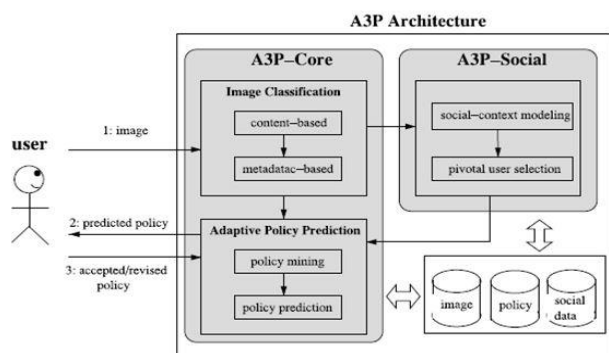 A3P Architecture
A3P–Core
A3P–Social
Image Classification
content–based
metadatac–based
social–context modeling
pivotal user selection
user
1: image
2: predicted policy
3: accepted/revised
policy
Adaptive Policy Prediction
policy mining
policy prediction
image
policy
social
data